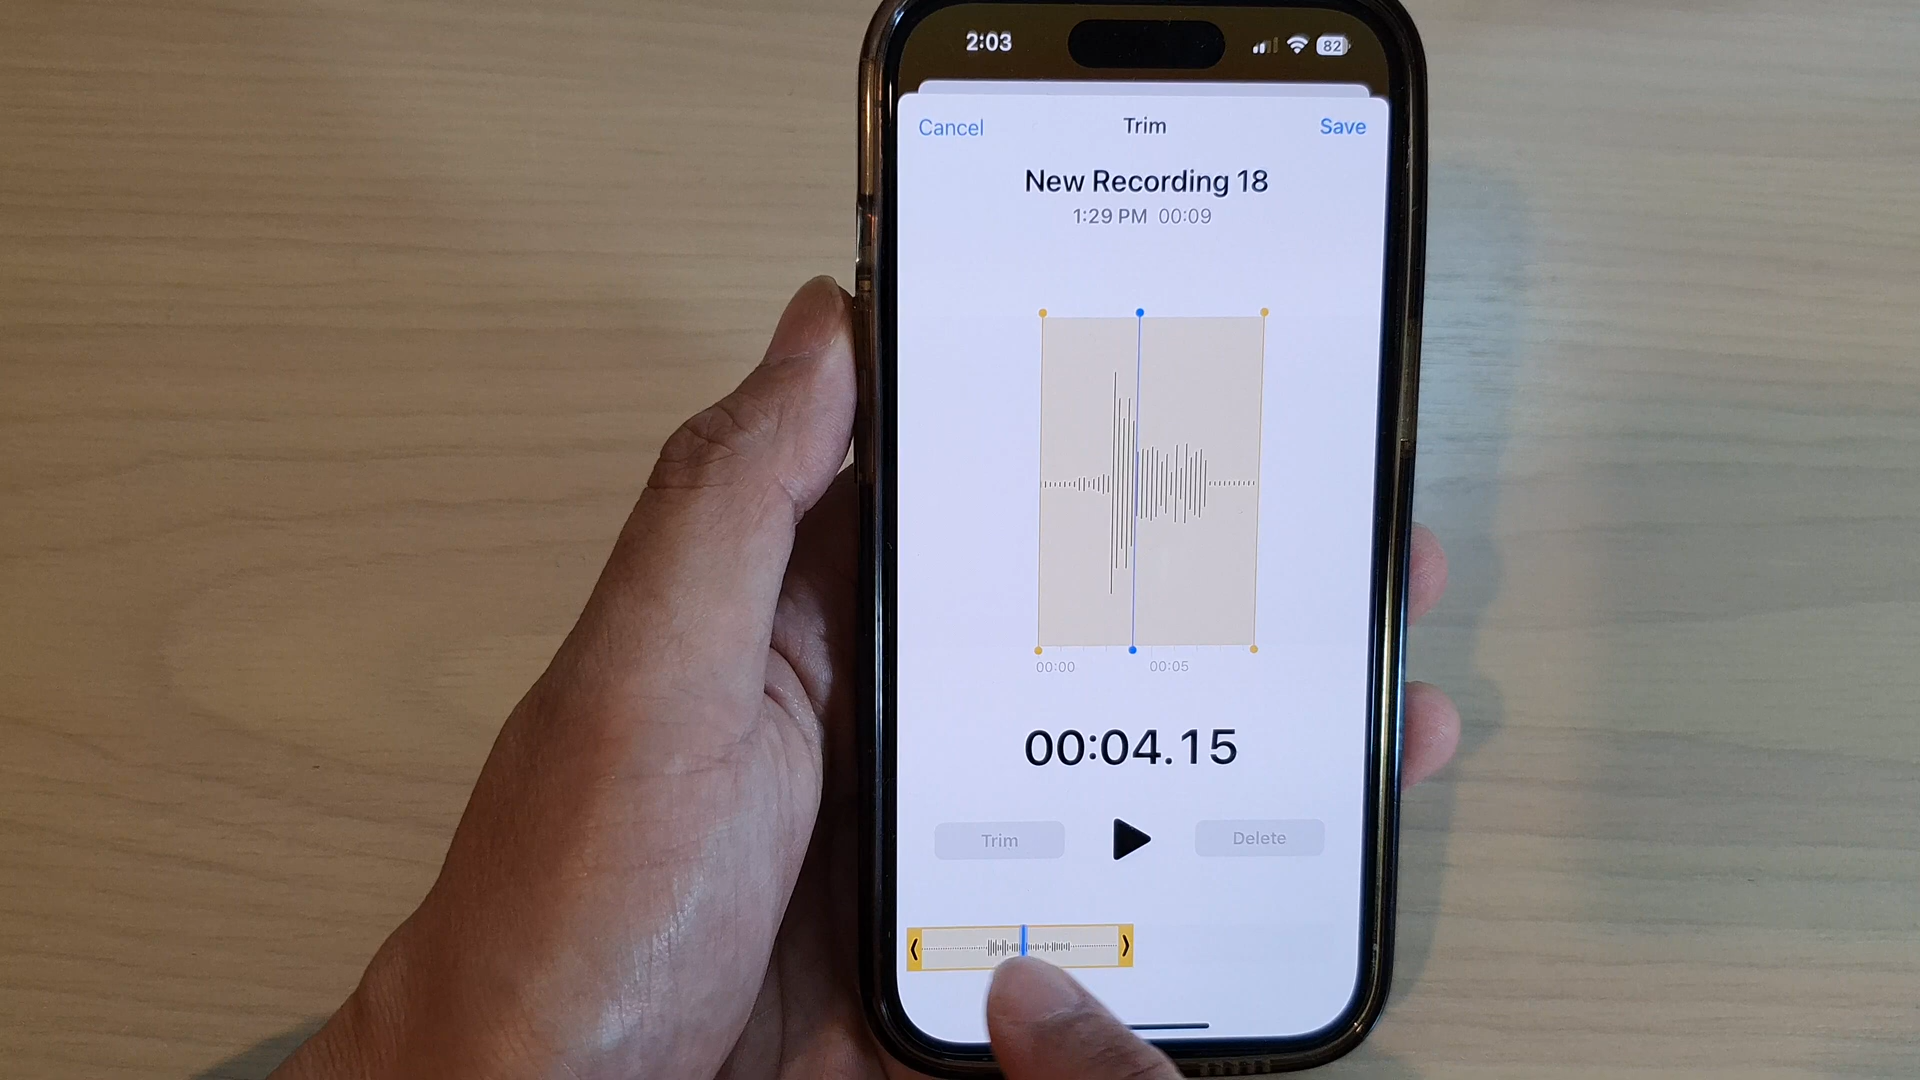 2:03
82
Cancel
Trim
Save
New Recording 18
1:29 PM 00:09
00:00
00:05
00:04.15
Trim
Delete